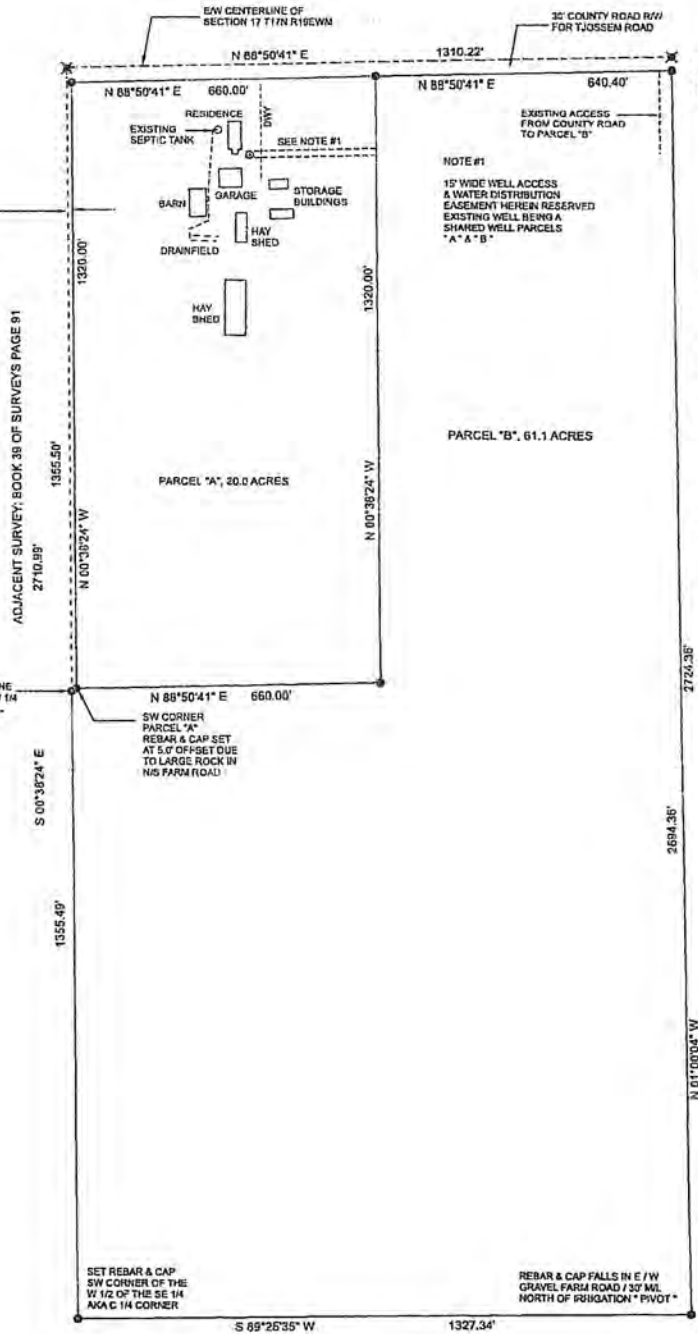 E/W CENTERLINE OF
SECTION 17 T17N R19EWM
30' COUNTY ROAD R/W
FOR TJOSSEM ROAD
N 88°50'41" E 1310.22'
N 88°50'41" E 660.00'
N 88°50'41" E 640.40'
RESIDENCE
DWY
EXISTING
SEPTIC TANK
SEE NOTE #1
EXISTING ACCESS
FROM COUNTY ROAD
TO PARCEL "B"
NOTE #1
15' WIDE WELL ACCESS
& WATER DISTRIBUTION
EASEMENT HEREIN RESERVED
EXISTING WELL BEING A
SHARED WELL PARCELS
"A" & "B"
BARN
GARAGE
STORAGE
BUILDINGS
HAY
SHED
DRAINFIELD
HAY
SHED
1320.00'
1320.00'
ADJACENT SURVEY: BOOK 39 OF SURVEYS PAGE 91
2710.99'
1355.50'
N 00°38'24" W
N 00°38'24" W
PARCEL "A", 20.0 ACRES
PARCEL "B", 61.1 ACRES
2724.36'
2694.36'
NE
1/4
N 88°50'41" E 660.00'
SW CORNER
PARCEL "A"
REBAR & CAP SET
AT 5.0' OFFSET DUE
TO LARGE ROCK IN
N/S FARM ROAD
S 00°38'24" E
1355.49'
N 01°00'04" W
SET REBAR & CAP
SW CORNER OF THE
W 1/2 OF THE SE 1/4
AKA C 1/4 CORNER
REBAR & CAP FALLS IN E / W
GRAVEL FARM ROAD / 30' M/L
NORTH OF IRRIGATION " PIVOT "
S 89°25'35" W 1327.34'